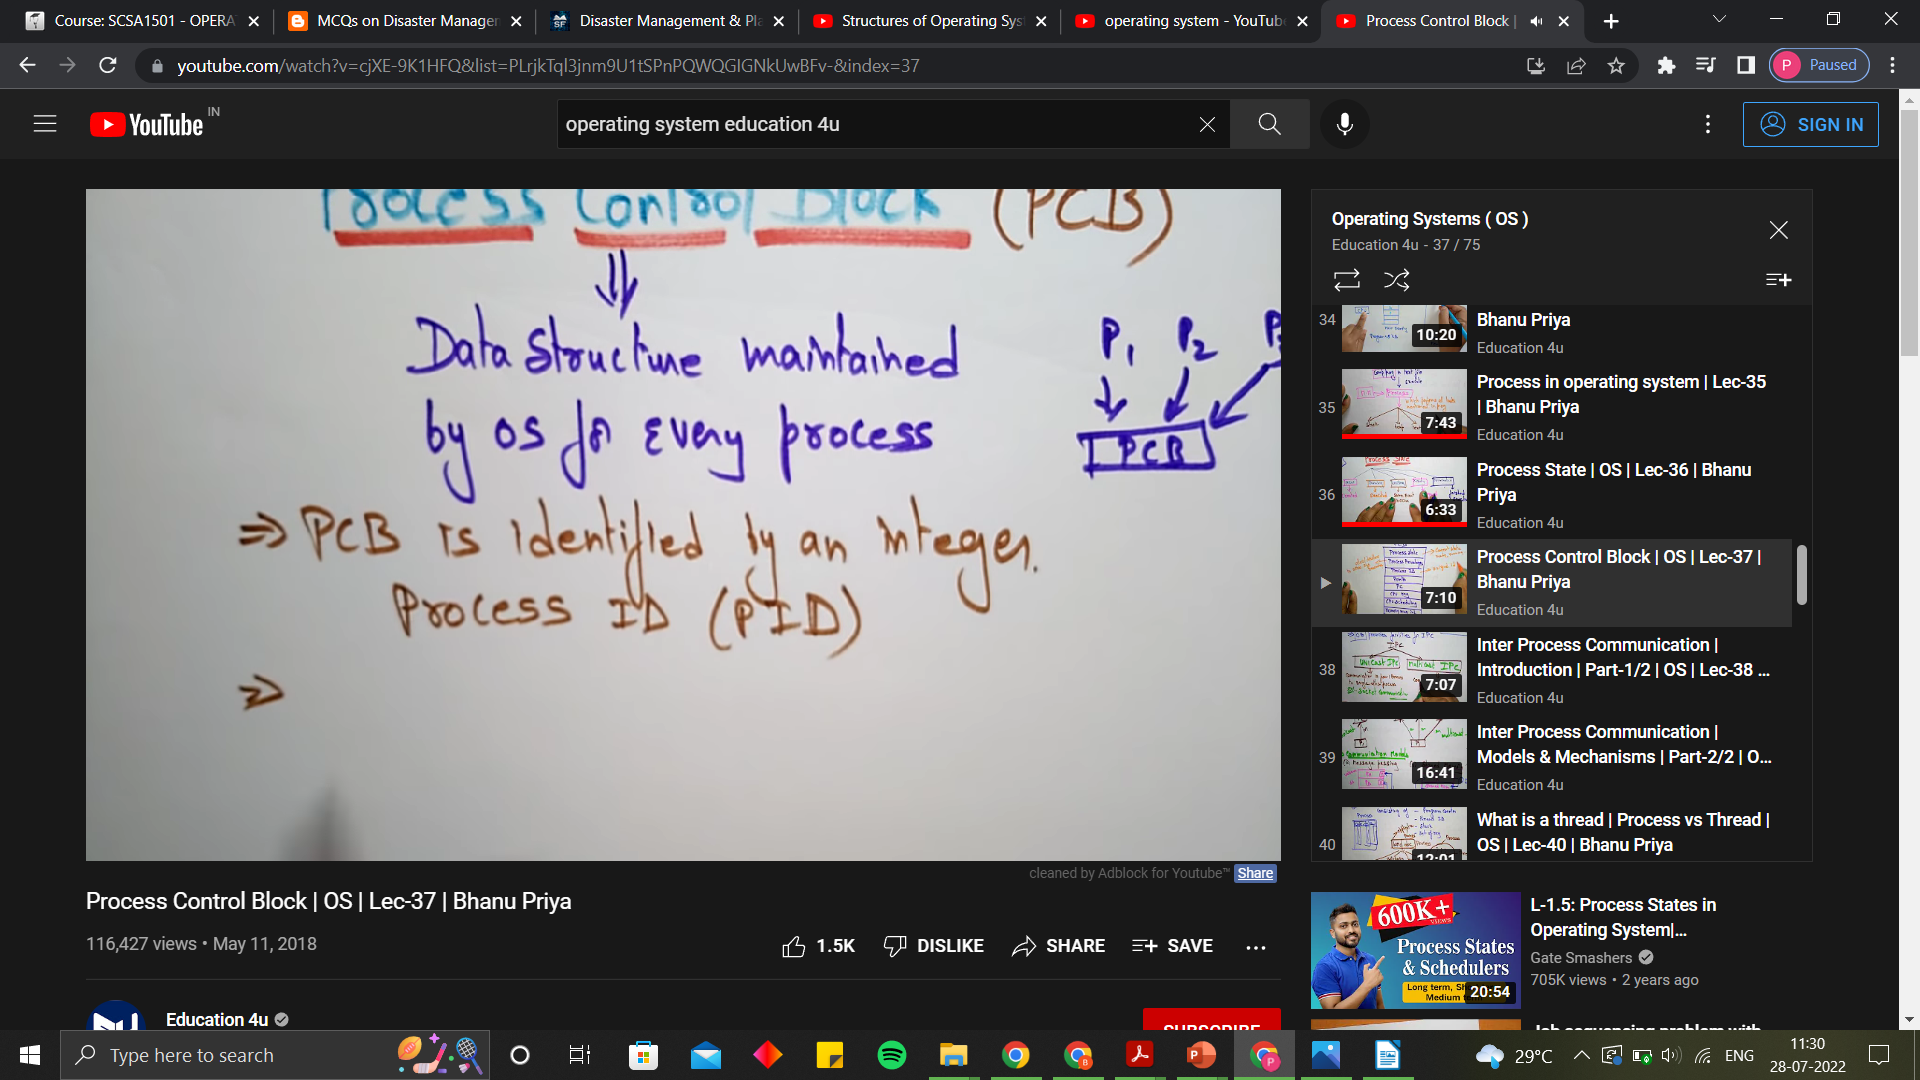 Course: SCSA1501 - OPERA
MCQs on Disaster Managem
Disaster Management & Pla
Structures of Operating Sys
operating system - YouTube
Process Control Block |
youtube.com/watch?v=cjXE-9K1HFQ&list=PLrjkTql3jnm9U1tSPnPQWQGIGNkUwBFv-&index=37
P Paused
YouTube IN
operating system education 4u
SIGN IN
Process Control Block (PCB)
Data Structure maintained
by OS for Every process
P1 P2 P3
PCB
⇒ PCB is identified by an integer.
Process ID (PID)
⇒
cleaned by Adblock for Youtube™ Share
Process Control Block | OS | Lec-37 | Bhanu Priya
116,427 views • May 11, 2018
1.5K DISLIKE SHARE SAVE ...
Education 4u
SUBSCRIBE
Operating Systems ( OS )
Education 4u - 37 / 75
34
10:20
Bhanu Priya
Education 4u
35
7:43
Process in operating system | Lec-35
| Bhanu Priya
Education 4u
36
6:33
Process State | OS | Lec-36 | Bhanu
Priya
Education 4u
7:10
Process Control Block | OS | Lec-37 |
Bhanu Priya
Education 4u
38
7:07
Inter Process Communication |
Introduction | Part-1/2 | OS | Lec-38 ...
Education 4u
39
16:41
Inter Process Communication |
Models & Mechanisms | Part-2/2 | O...
Education 4u
40
12:01
What is a thread | Process vs Thread |
OS | Lec-40 | Bhanu Priya
600K+
VIEWS
Process States
& Schedulers
Long term, Sh
Medium t
20:54
L-1.5: Process States in
Operating System|...
Gate Smashers
705K views • 2 years ago
Job sequencing problem with
Type here to search
29°C
ENG
11:30
28-07-2022